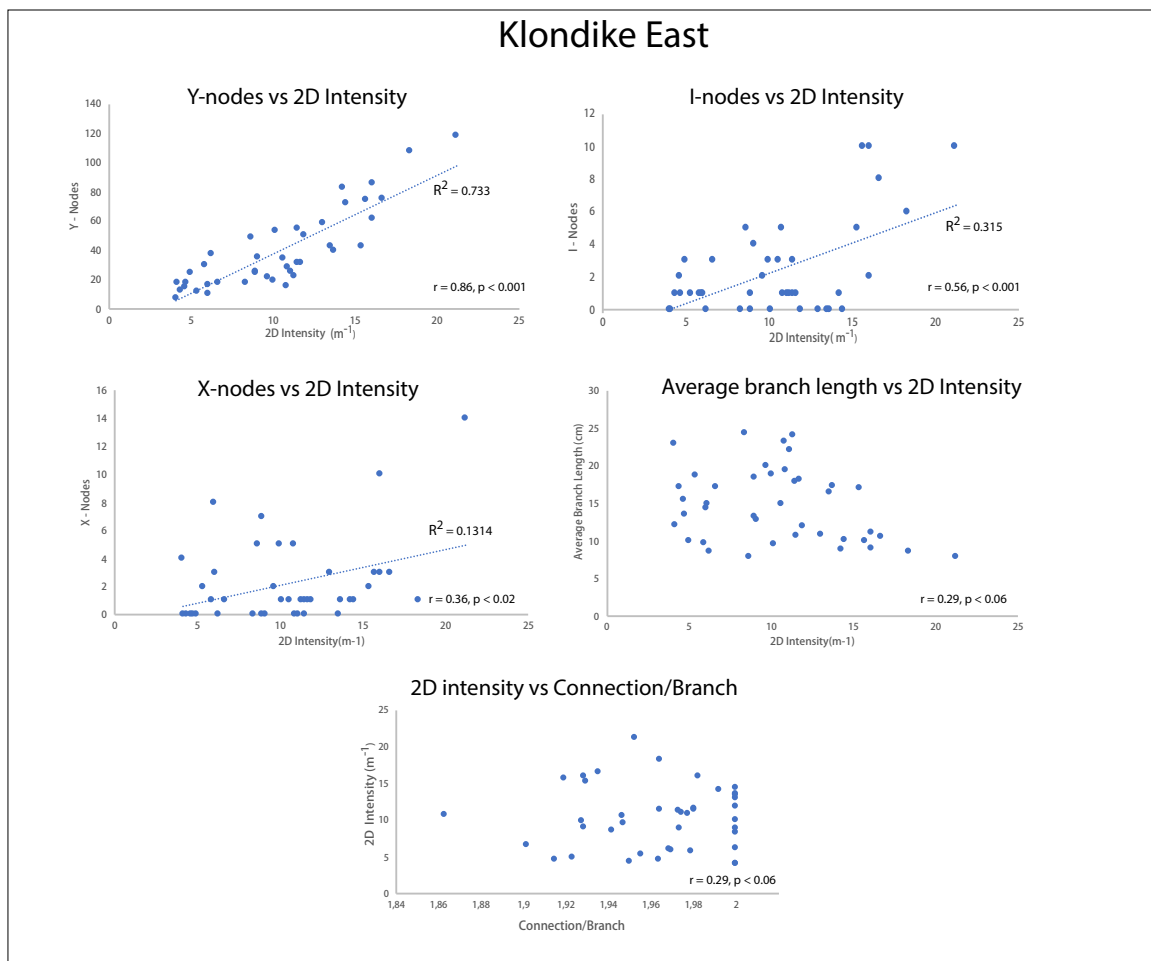 Klondike East
Y-nodes vs 2D Intensity
140
120
100
80
60
40
20
0
Y - Nodes
R² = 0.733
r = 0.86, p < 0.001
0 5 10 15 20 25
2D Intensity (m⁻¹)
I-nodes vs 2D Intensity
12
10
8
6
4
2
0
I - Nodes
R² = 0.315
r = 0.56, p < 0.001
0 5 10 15 20 25
2D Intensity( m⁻¹)
X-nodes vs 2D Intensity
16
14
12
10
8
6
4
2
0
X - Nodes
R² = 0.1314
r = 0.36, p < 0.02
0 5 10 15 20 25
2D Intensity(m-1)
Average branch length vs 2D Intensity
30
25
20
15
10
5
0
Average Branch Length (cm)
r = 0.29, p < 0.06
0 5 10 15 20 25
2D Intensity(m-1)
2D intensity vs Connection/Branch
25
20
15
10
5
0
2D Intensity (m⁻¹)
r = 0.29, p < 0.06
1,84 1,86 1,88 1,9 1,92 1,94 1,96 1,98 2
Connection/Branch